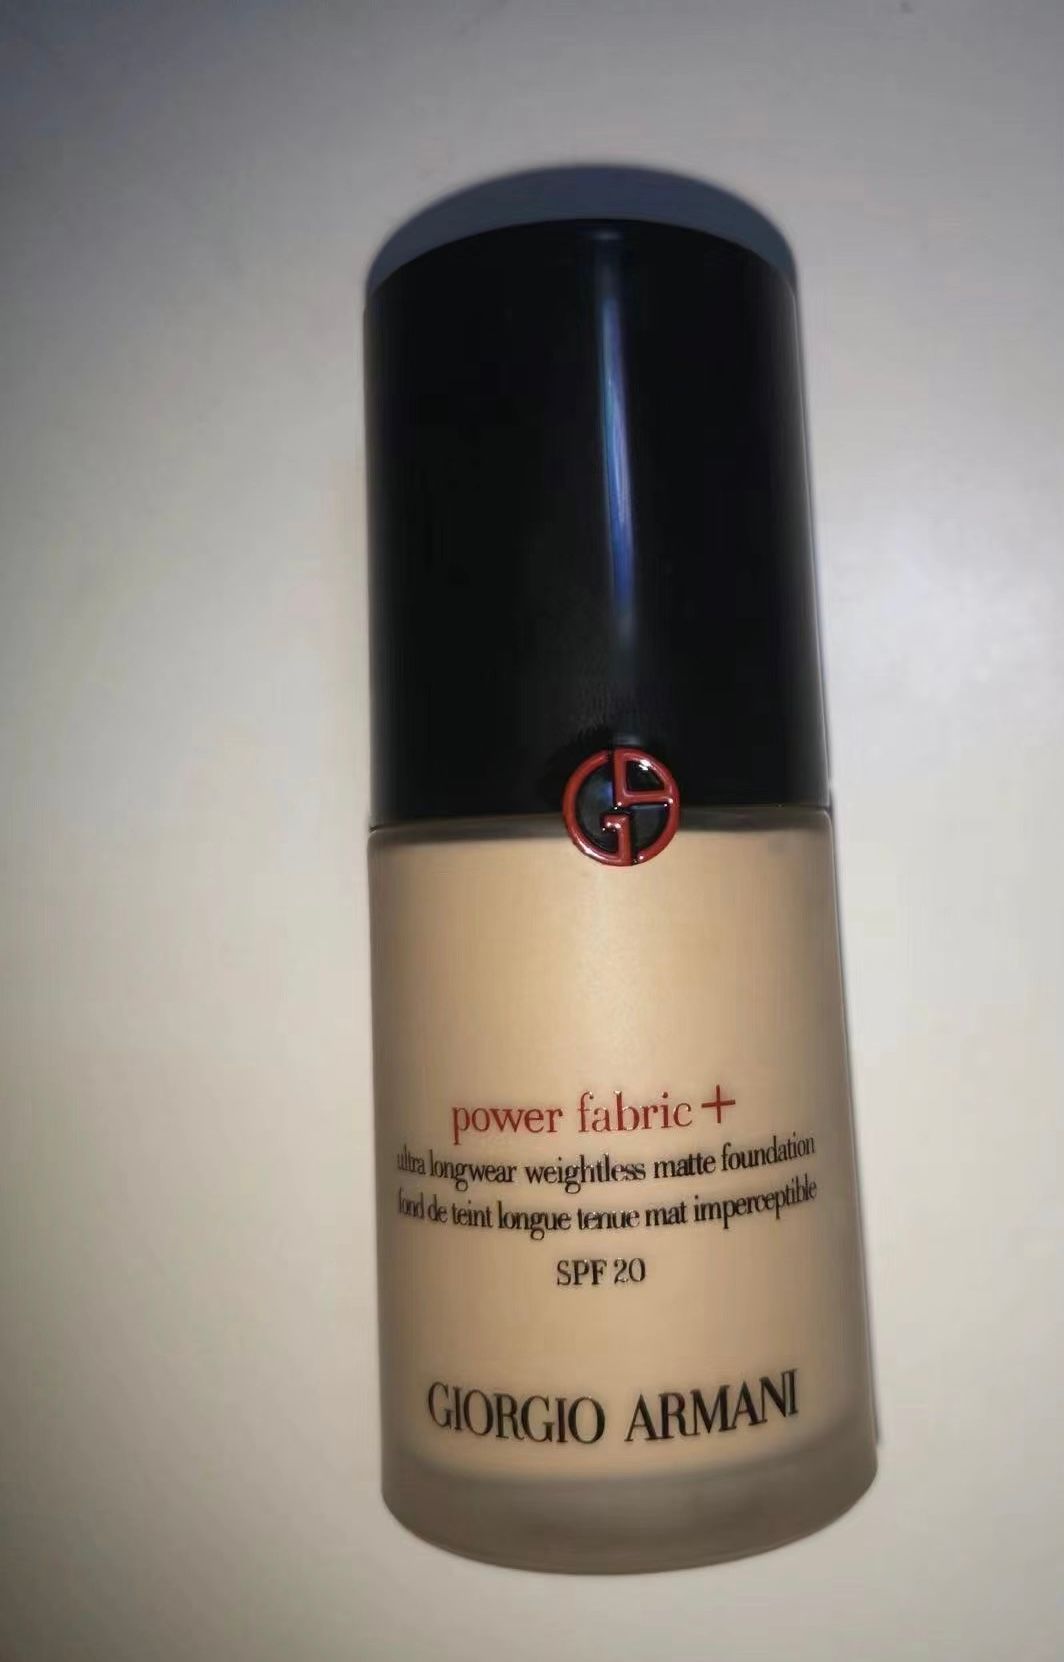 power fabric+
ultra longwear weightless matte foundation
fond de teint longue tenue mat imperceptible
SPF 20
GIORGIO ARMANI